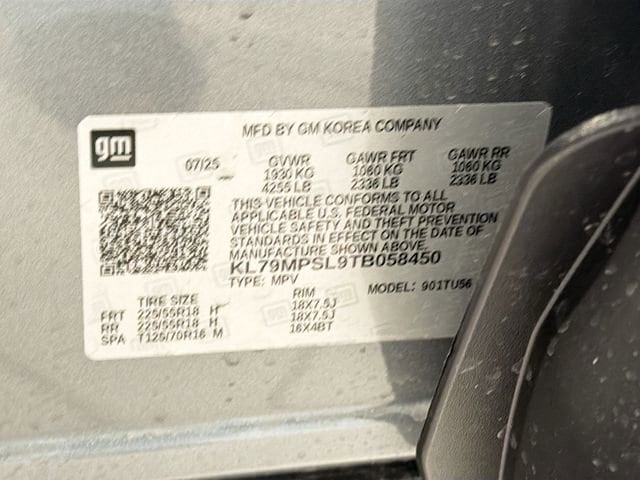 gm
MFD BY GM KOREA COMPANY
07/25 GVWR GAWR FRT GAWR RR
1930 KG 1060 KG 1060 KG
4255 LB 2336 LB 2336 LB
THIS VEHICLE CONFORMS TO ALL
APPLICABLE U.S. FEDERAL MOTOR
VEHICLE SAFETY AND THEFT PREVENTION
STANDARDS IN EFFECT ON THE DATE OF
MANUFACTURE SHOWN ABOVE.
KL79MPSL9TB058450
TYPE: MPV MODEL: 901TU56
TIRE SIZE RIM
FRT 225/55R18 H 18X7.5J
RR 225/55R18 H 18X7.5J
SPA T125/70R16 M 16X4BT